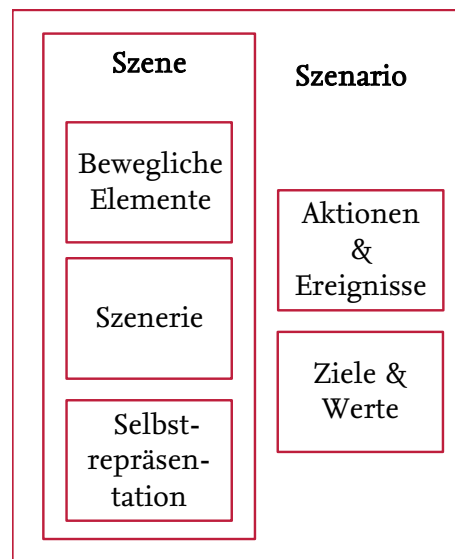 Szene
Bewegliche
Elemente
Szenerie
Selbst-
repräsen-
tation
Szenario
Aktionen
&
Ereignisse
Ziele &
Werte